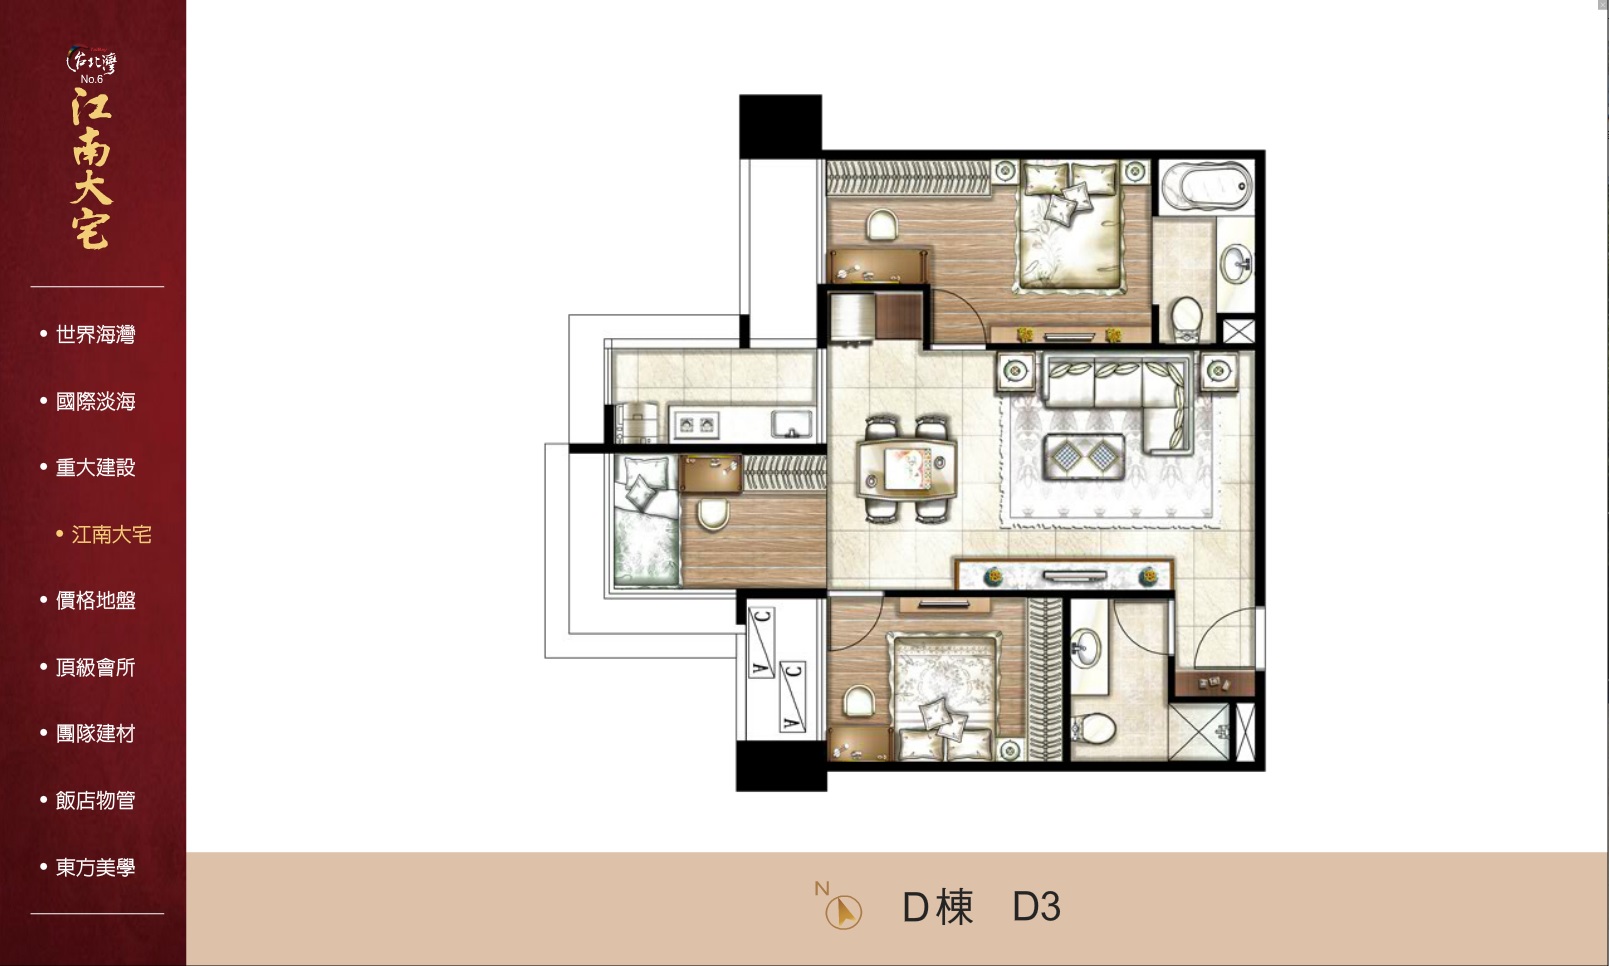 台北灣
No.6
江南大宅
• 世界海灣
• 國際淡海
• 重大建設
• 江南大宅
• 價格地盤
• 頂級會所
• 團隊建材
• 飯店物管
• 東方美學
A C
A C
N
D棟 D3